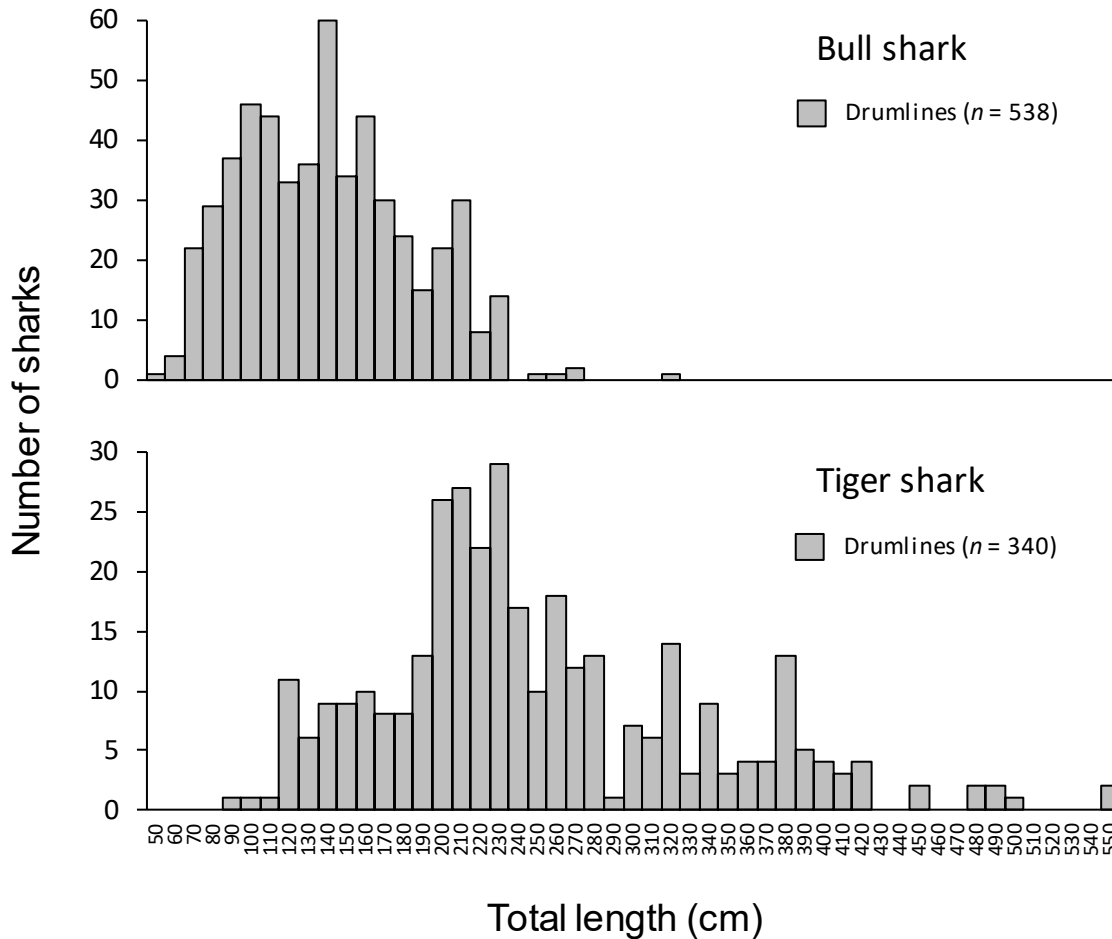 Number of sharks
60
50
40
30
20
10
0
Bull shark
Drumlines (n = 538)
30
25
20
15
10
5
0
Tiger shark
Drumlines (n = 340)
50 60 70 80 90 100 110 120 130 140 150 160 170 180 190 200 210 220 230 240 250 260 270 280 290 300 310 320 330 340 350 360 370 380 390 400 410 420 430 440 450 460 470 480 490 500 510 520 530 540 550
Total length (cm)